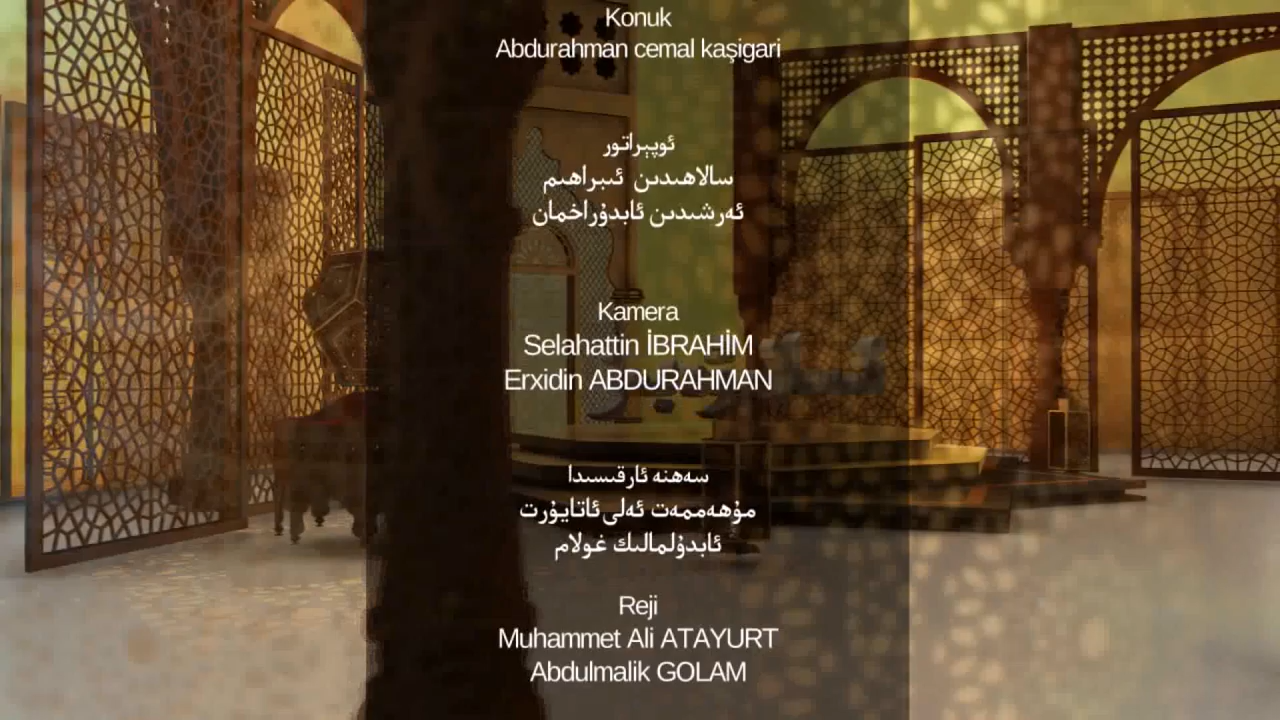 Konuk
Abdurahman cemal kaşigari
ئوپېراتور
سالاھىدىن ئىبراھىم
ئەرشىدىن ئابدۇراخمان
Kamera
Selahattin İBRAHİM
Erxidin ABDURAHMAN
سەھنە ئارقىسىدا
مۇھەممەت ئەلى ئاتايۇرت
ئابدۇلمالىك غولام
Reji
Muhammet Ali ATAYURT
Abdulmalik GOLAM